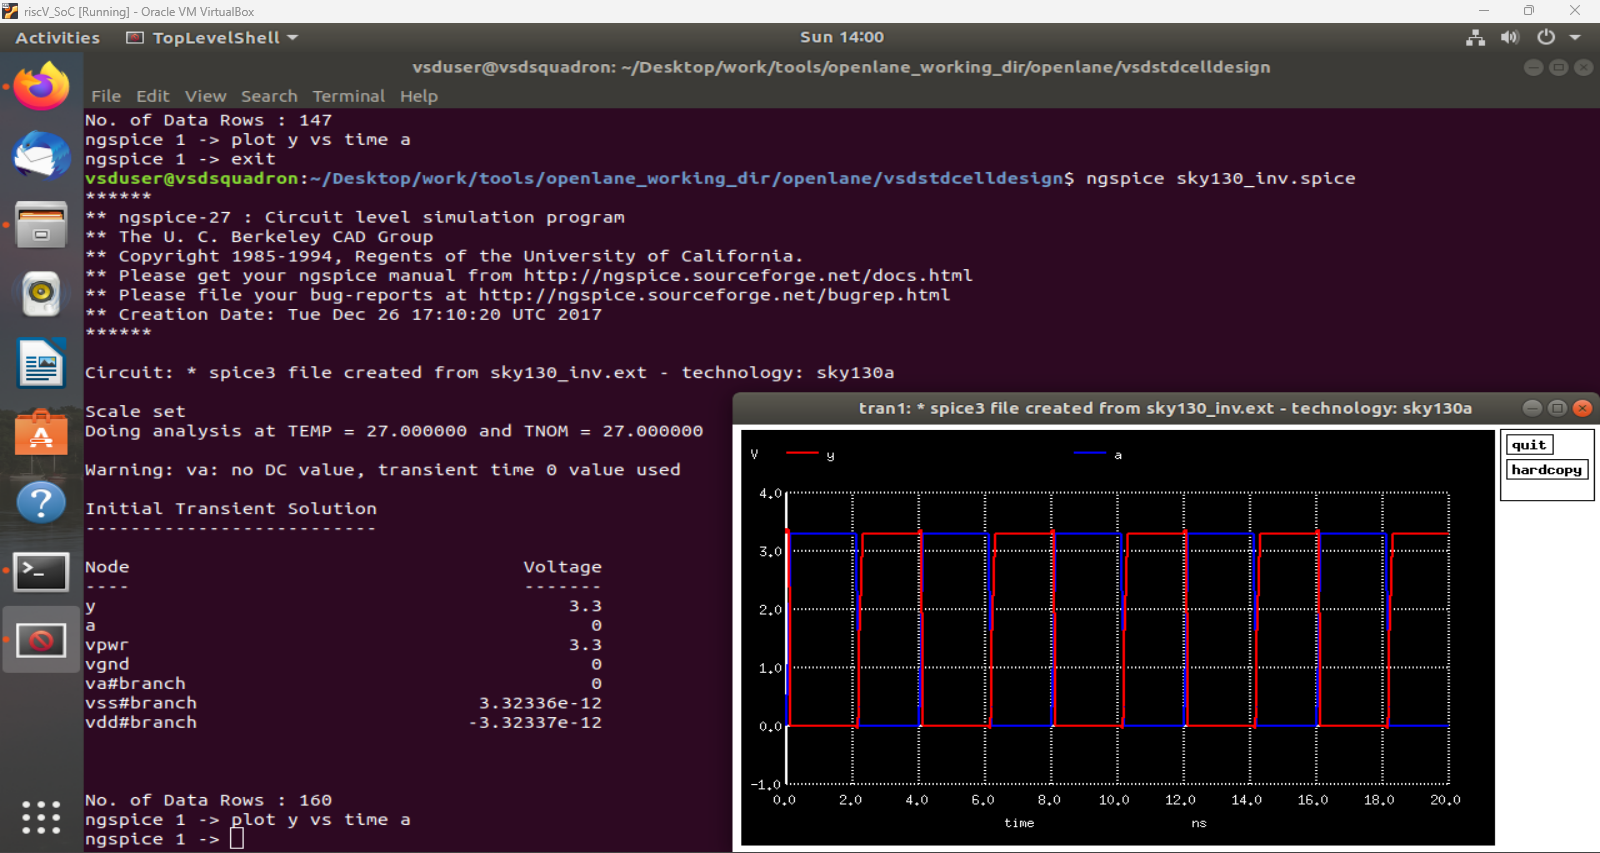 riscV_SoC [Running] - Oracle VM VirtualBox
Activities TopLevelShell Sun 14:00
vsduser@vsdsquadron: ~/Desktop/work/tools/openlane_working_dir/openlane/vsdstdcelldesign
File Edit View Search Terminal Help
No. of Data Rows : 147
ngspice 1 -> plot y vs time a
ngspice 1 -> exit
vsduser@vsdsquadron:~/Desktop/work/tools/openlane_working_dir/openlane/vsdstdcelldesign$ ngspice sky130_inv.spice
******
** ngspice-27 : Circuit level simulation program
** The U. C. Berkeley CAD Group
** Copyright 1985-1994, Regents of the University of California.
** Please get your ngspice manual from http://ngspice.sourceforge.net/docs.html
** Please file your bug-reports at http://ngspice.sourceforge.net/bugrep.html
** Creation Date: Tue Dec 26 17:10:20 UTC 2017
******
Circuit: * spice3 file created from sky130_inv.ext - technology: sky130a
Scale set
Doing analysis at TEMP = 27.000000 and TNOM = 27.000000
Warning: va: no DC value, transient time 0 value used
Initial Transient Solution
--------------------------
Node Voltage
---- -------
y 3.3
a 0
vpwr 3.3
vgnd 0
va#branch 0
vss#branch 3.32336e-12
vdd#branch -3.32337e-12
No. of Data Rows : 160
ngspice 1 -> plot y vs time a
ngspice 1 ->
tran1: * spice3 file created from sky130_inv.ext - technology: sky130a
quit
hardcopy
V y a
4.0
3.0
2.0
1.0
0.0
-1.0
0.0 2.0 4.0 6.0 8.0 10.0 12.0 14.0 16.0 18.0 20.0
time ns